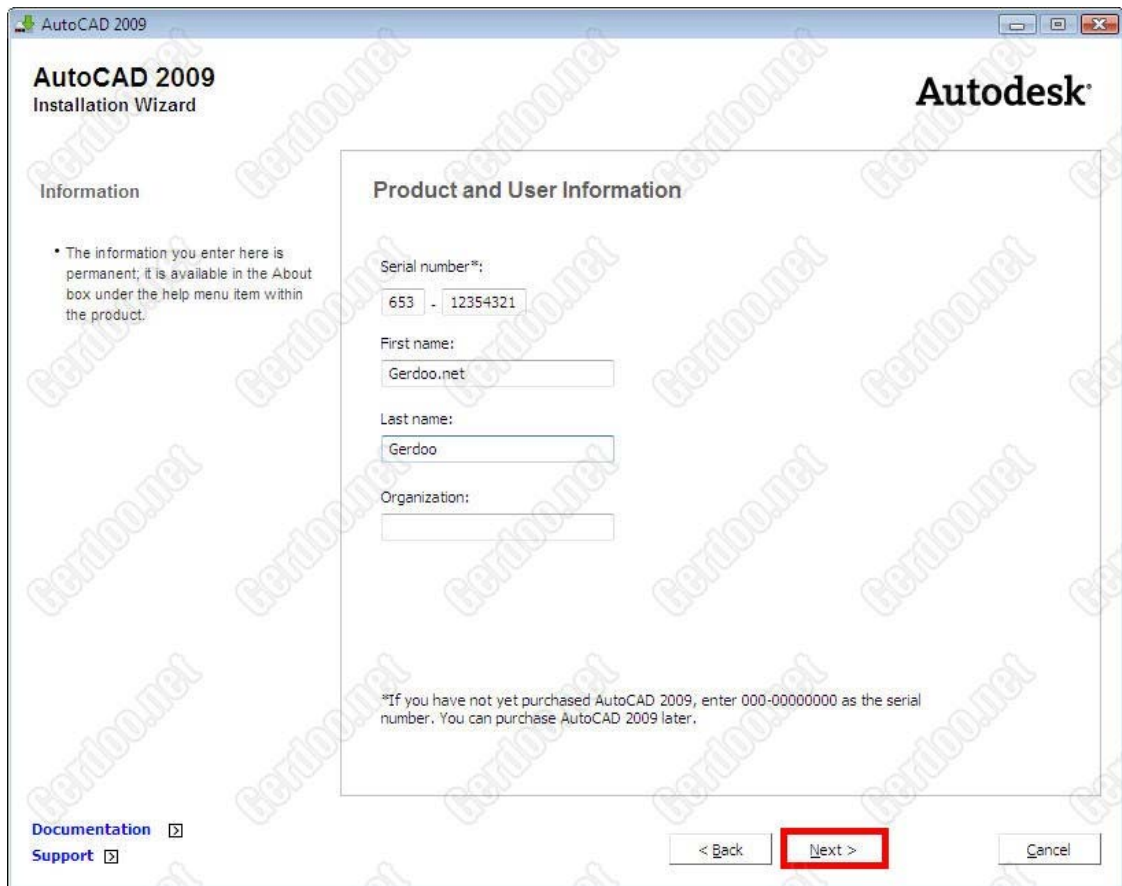 AutoCAD 2009
AutoCAD 2009
Installation Wizard
Autodesk®
Information
• The information you enter here is
permanent; it is available in the About
box under the help menu item within
the product.
Product and User Information
Serial number*:
653 - 12354321
First name:
Gerdoo.net
Last name:
Gerdoo
Organization:
*If you have not yet purchased AutoCAD 2009, enter 000-00000000 as the serial
number. You can purchase AutoCAD 2009 later.
Documentation
Support
< Back
Next >
Cancel
Gerdoo.net